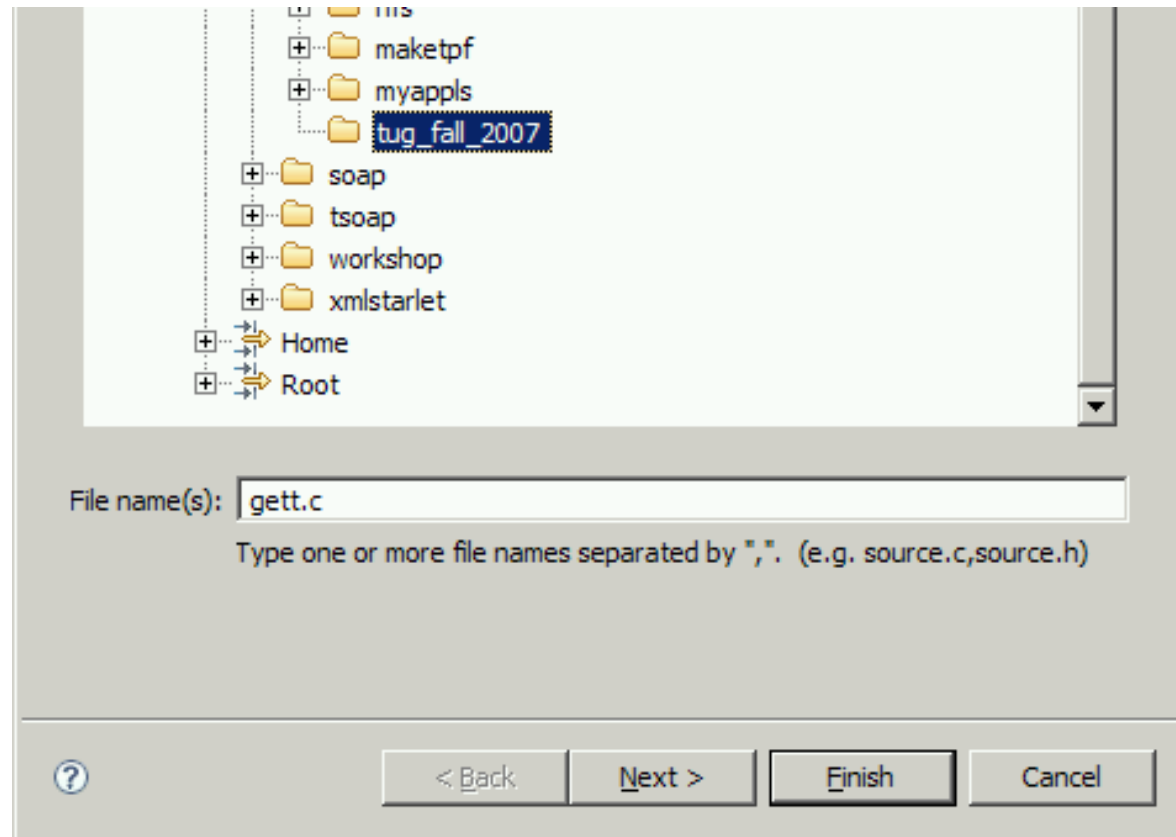 maketpf
myappls
tug_fall_2007
soap
tsoap
workshop
xmlstarlet
Home
Root
File name(s): gett.c
Type one or more file names separated by ",". (e.g. source.c,source.h)
? < Back Next > Finish Cancel